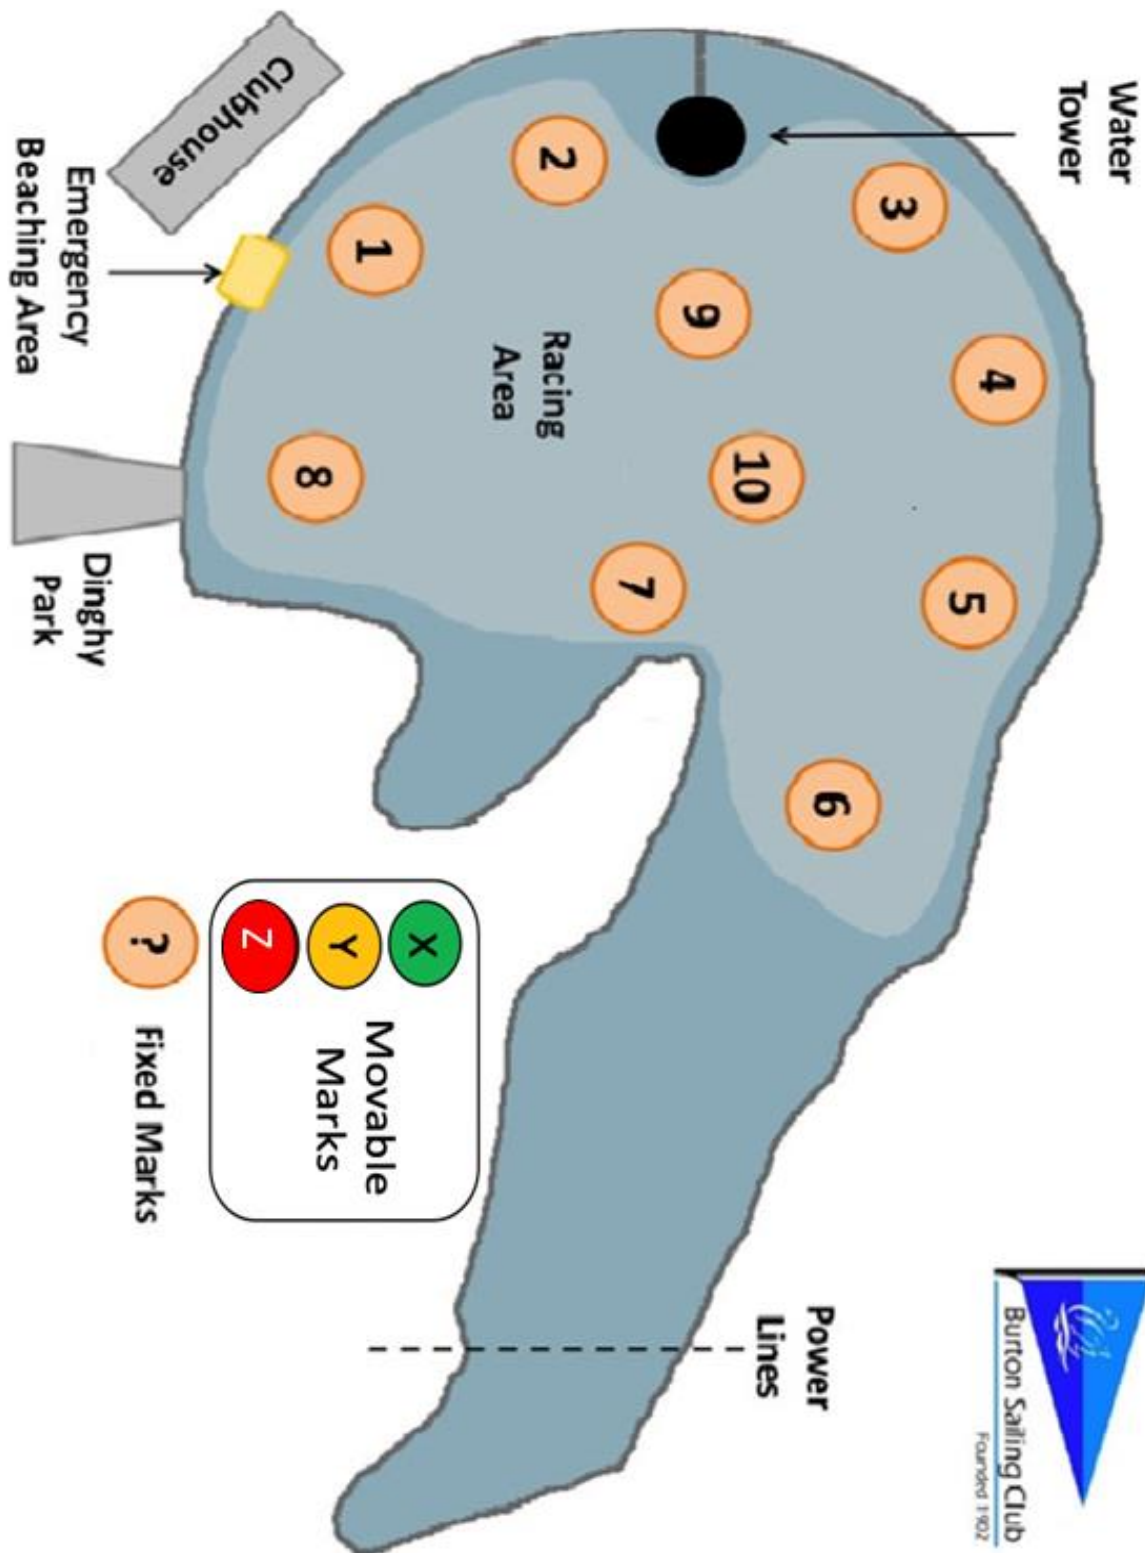 Water
Tower
Clubhouse
Emergency
Beaching Area
Dinghy
Park
Racing
Area
1
2
3
4
5
6
7
8
9
10
X
Y
Z
Movable
Marks
?
Fixed Marks
Power
Lines
Burton Sailing Club
Founded 1902